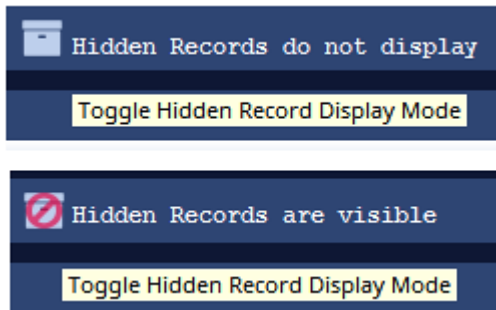 Hidden Records do not display
Toggle Hidden Record Display Mode
Hidden Records are visible
Toggle Hidden Record Display Mode